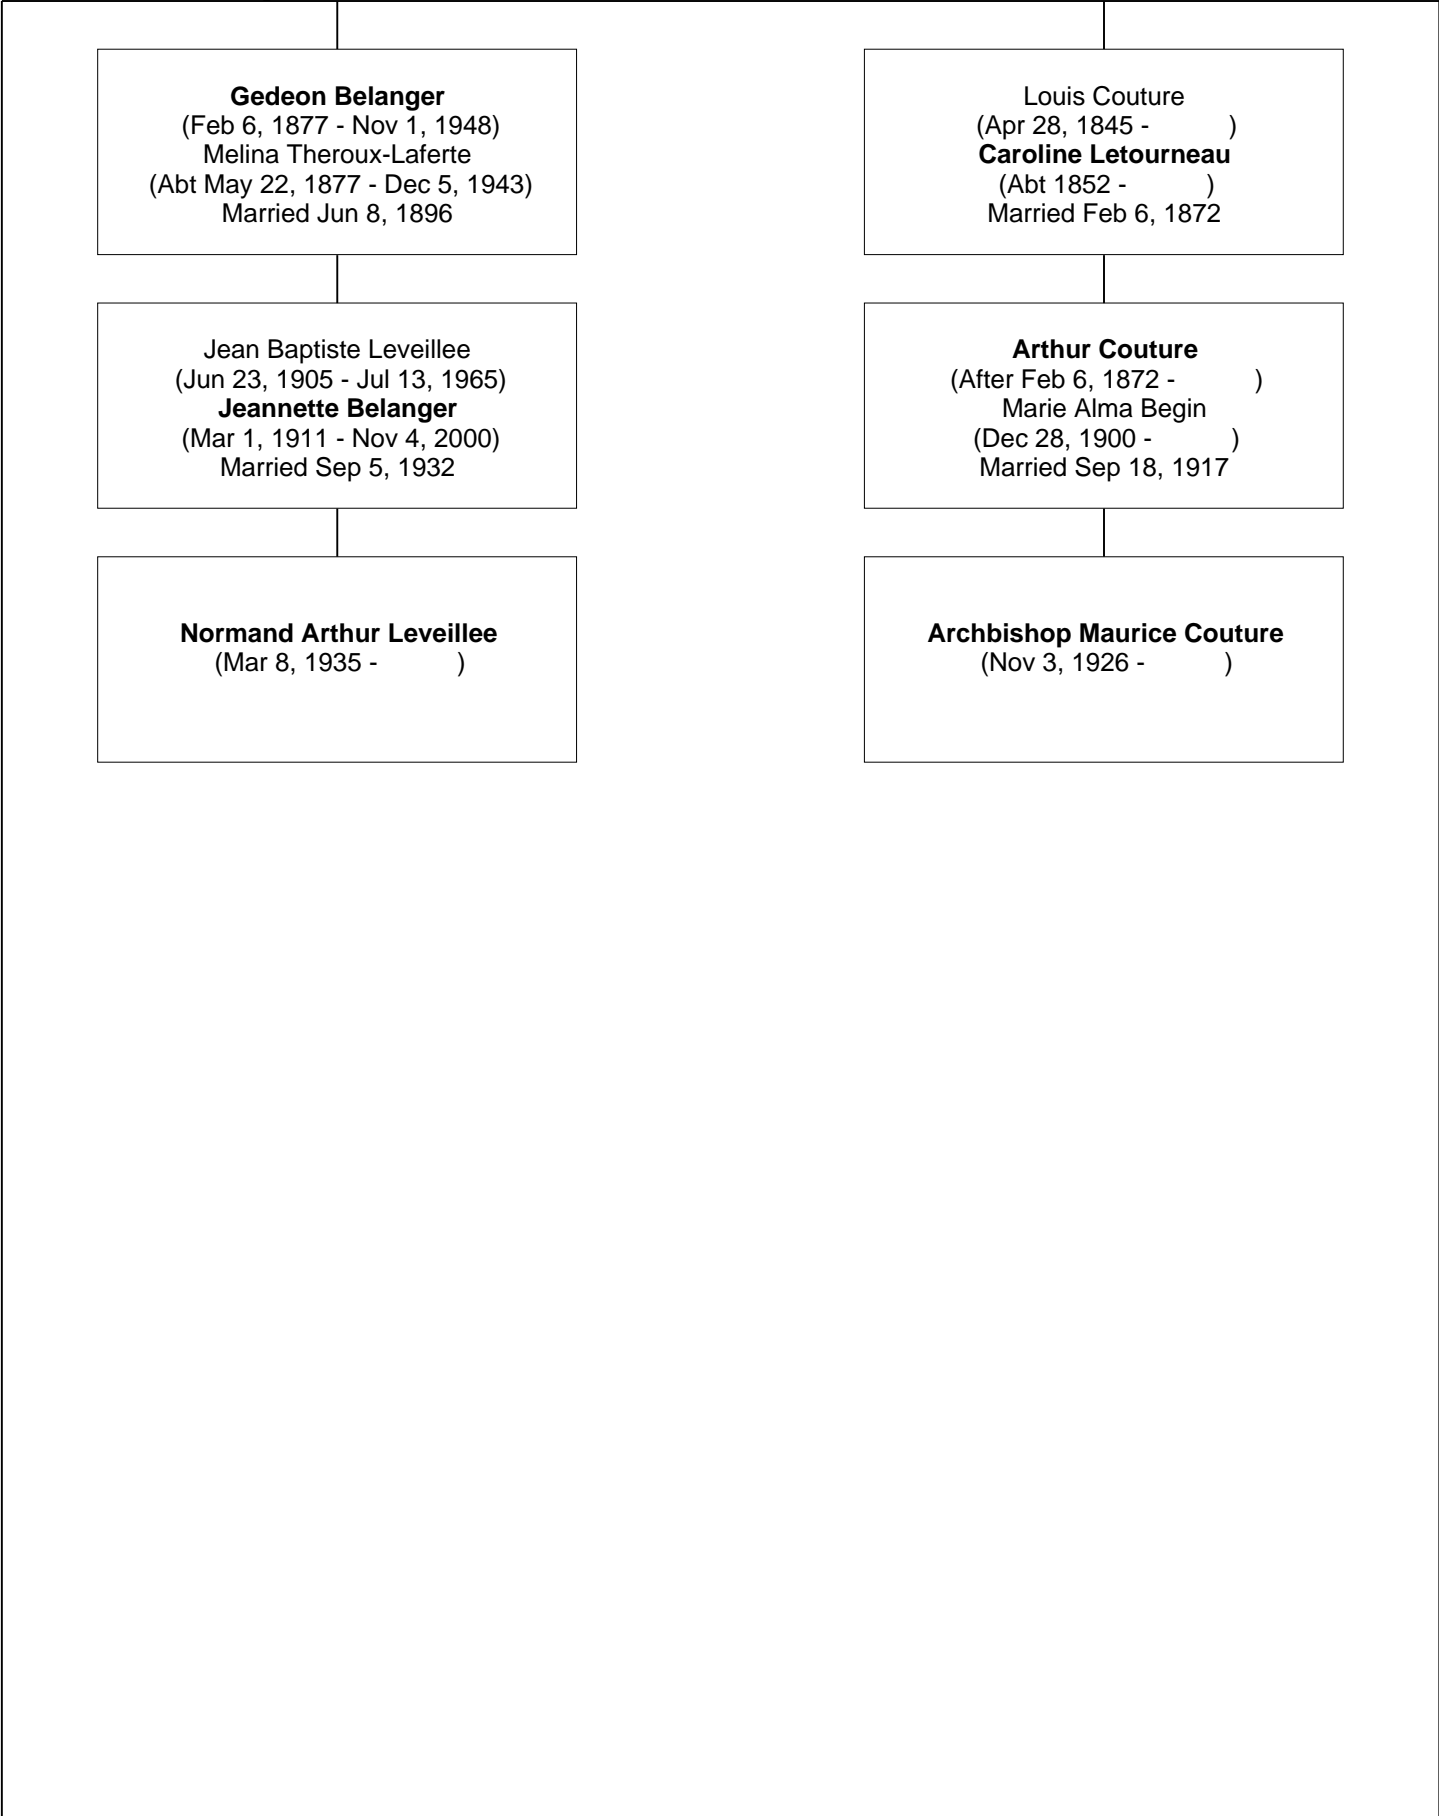 Gedeon Belanger
(Feb 6, 1877 - Nov 1, 1948)
Melina Theroux-Laferte
(Abt May 22, 1877 - Dec 5, 1943)
Married Jun 8, 1896
Louis Couture
(Apr 28, 1845 - )
Caroline Letourneau
(Abt 1852 - )
Married Feb 6, 1872
Jean Baptiste Leveillee
(Jun 23, 1905 - Jul 13, 1965)
Jeannette Belanger
(Mar 1, 1911 - Nov 4, 2000)
Married Sep 5, 1932
Arthur Couture
(After Feb 6, 1872 - )
Marie Alma Begin
(Dec 28, 1900 - )
Married Sep 18, 1917
Normand Arthur Leveillee
(Mar 8, 1935 - )
Archbishop Maurice Couture
(Nov 3, 1926 - )